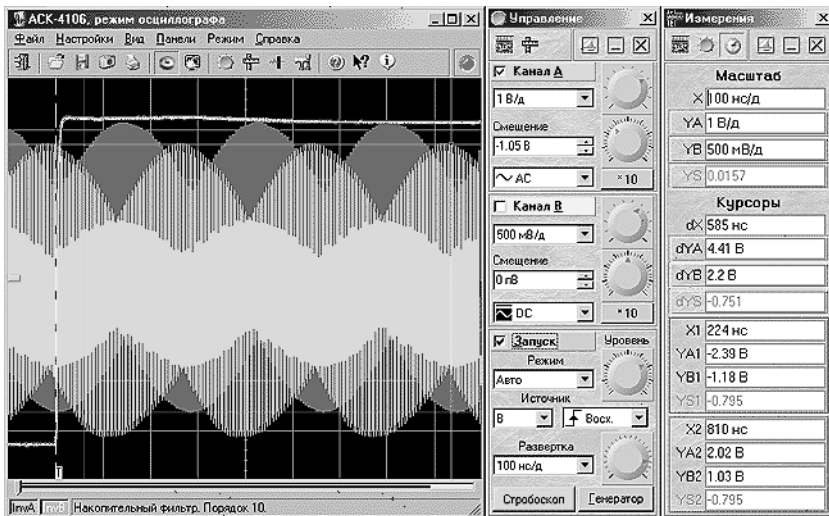 АСК-4106, режим осциллографа
Файл Настройки Вид Панели Режим Справка
InvA InvB Накопительный фильтр. Порядок 10.
Управление
Канал A
1 В/д
Смещение
-1.05 В
AC
*10
Канал B
500 мВ/д
Смещение
0 пВ
DC
*10
Запуск
Уровень
Режим
Авто
Источник
B
Восх.
Развертка
100 нс/д
Стробоскоп
Генератор
Измерения
Масштаб
X 100 нс/д
YA 1 В/д
YB 500 мВ/д
YS 0.0157
Курсоры
dX 585 нс
dYA 4.41 В
dYB 2.2 В
dYS -0.751
X1 224 нс
YA1 -2.39 В
YB1 -1.18 В
YS1 -0.795
X2 810 нс
YA2 2.02 В
YB2 1.03 В
YS2 -0.795